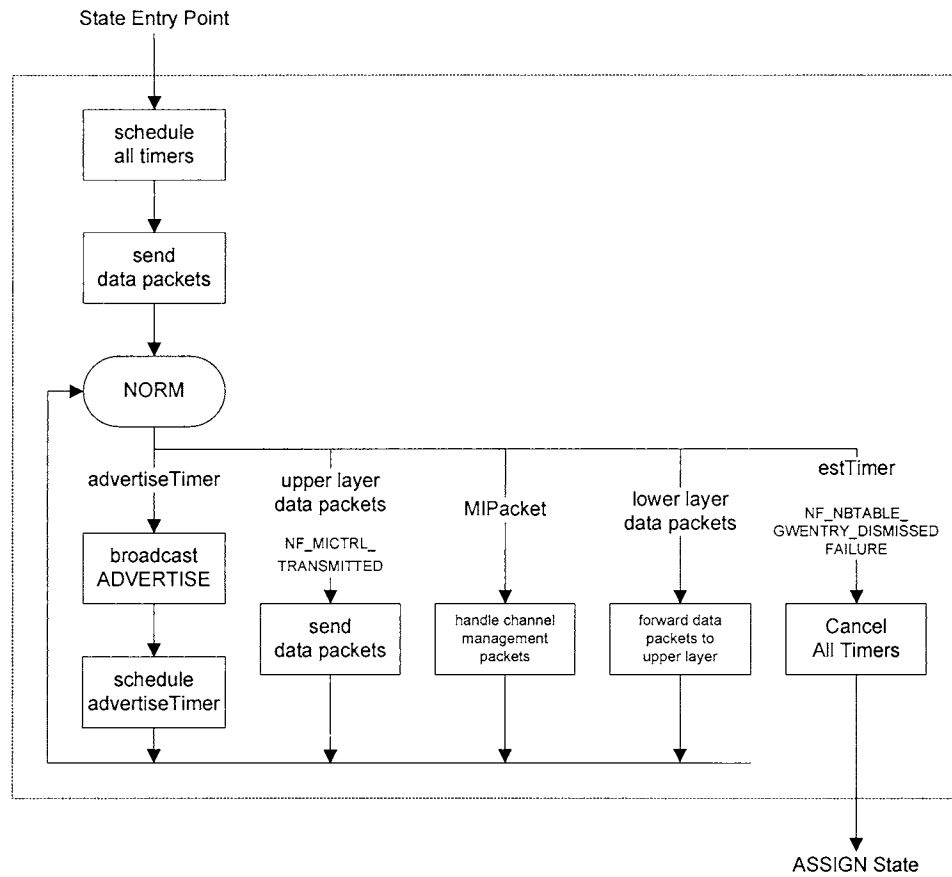 State Entry Point
schedule
all timers
send
data packets
NORM
advertiseTimer
broadcast
ADVERTISE
schedule
advertiseTimer
upper layer
data packets
NF_MICTRL_
TRANSMITTED
send
data packets
MIPacket
handle channel
management
packets
lower layer
data packets
forward data
packets to
upper layer
estTimer
NF_NBTABLE_
GWENTRY_DISMISSED
FAILURE
Cancel
All Timers
ASSIGN State